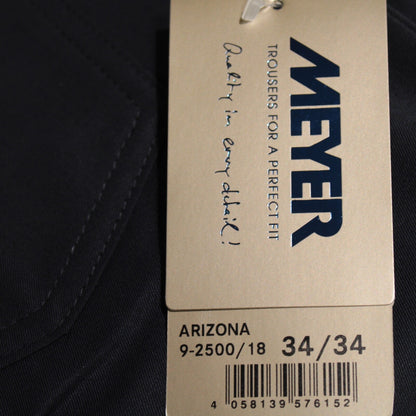 MEYER
TROUSERS FOR A PERFECT FIT
Quality in every detail!
ARIZONA
9-2500/18 34/34
4 058139 576152